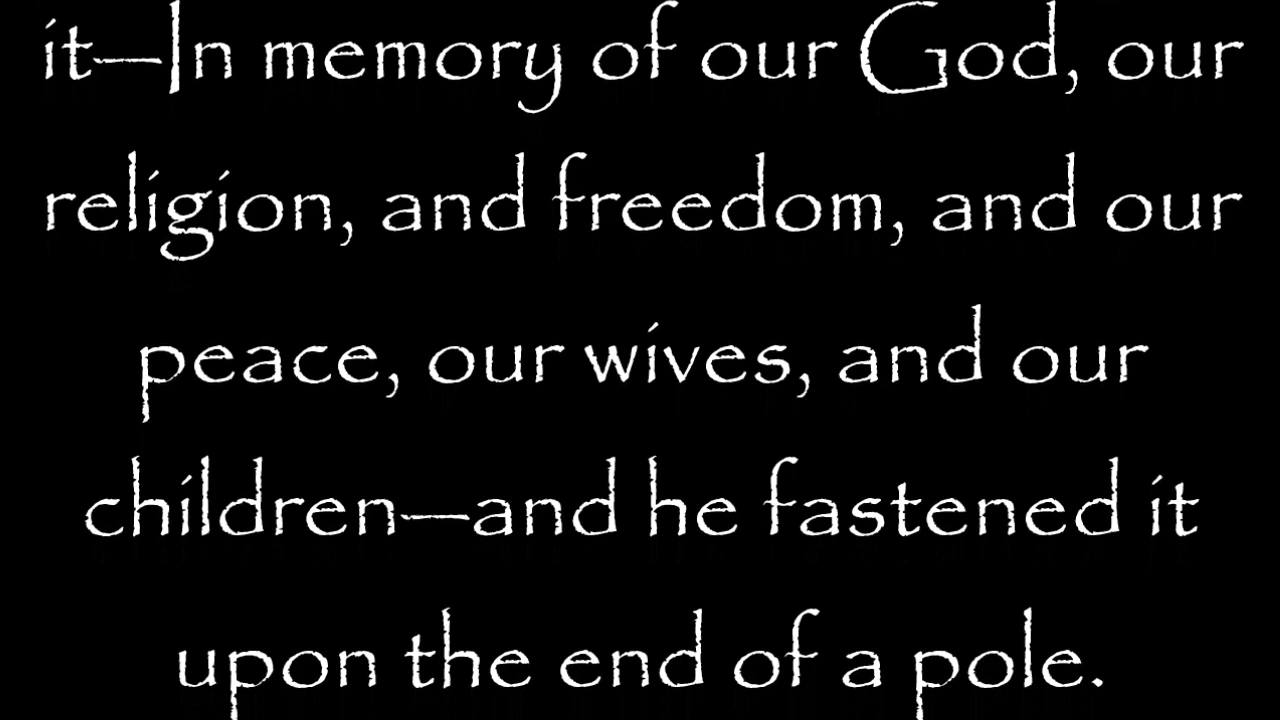 it—In memory of our God, our
religion, and freedom, and our
peace, our wives, and our
children—and he fastened it
upon the end of a pole.